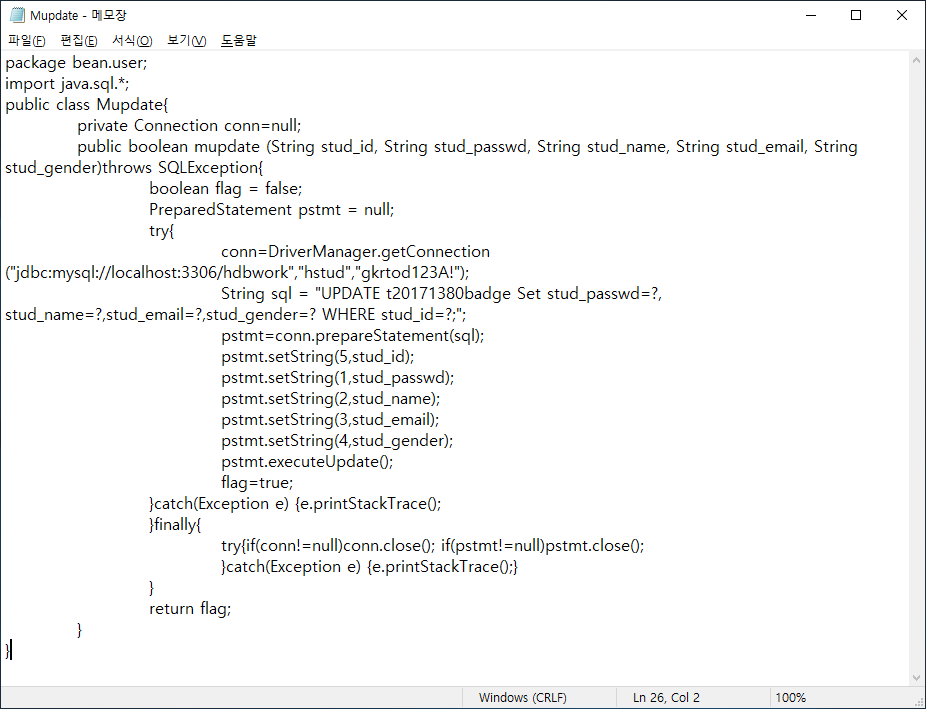 Mupdate - 메모장
파일(F) 편집(E) 서식(O) 보기(V) 도움말
package bean.user;
import java.sql.*;
public class Mupdate{
private Connection conn=null;
public boolean mupdate (String stud_id, String stud_passwd, String stud_name, String stud_email, String
stud_gender)throws SQLException{
boolean flag = false;
PreparedStatement pstmt = null;
try{
conn=DriverManager.getConnection
("jdbc:mysql://localhost:3306/hdbwork","hstud","gkrtod123A!");
String sql = "UPDATE t20171380badge Set stud_passwd=?,
stud_name=?,stud_email=?,stud_gender=? WHERE stud_id=?;";
pstmt=conn.prepareStatement(sql);
pstmt.setString(5,stud_id);
pstmt.setString(1,stud_passwd);
pstmt.setString(2,stud_name);
pstmt.setString(3,stud_email);
pstmt.setString(4,stud_gender);
pstmt.executeUpdate();
flag=true;
}catch(Exception e) {e.printStackTrace();
}finally{
try{if(conn!=null)conn.close(); if(pstmt!=null)pstmt.close();
}catch(Exception e) {e.printStackTrace();}
}
return flag;
}
}
Windows (CRLF) Ln 26, Col 2 100%